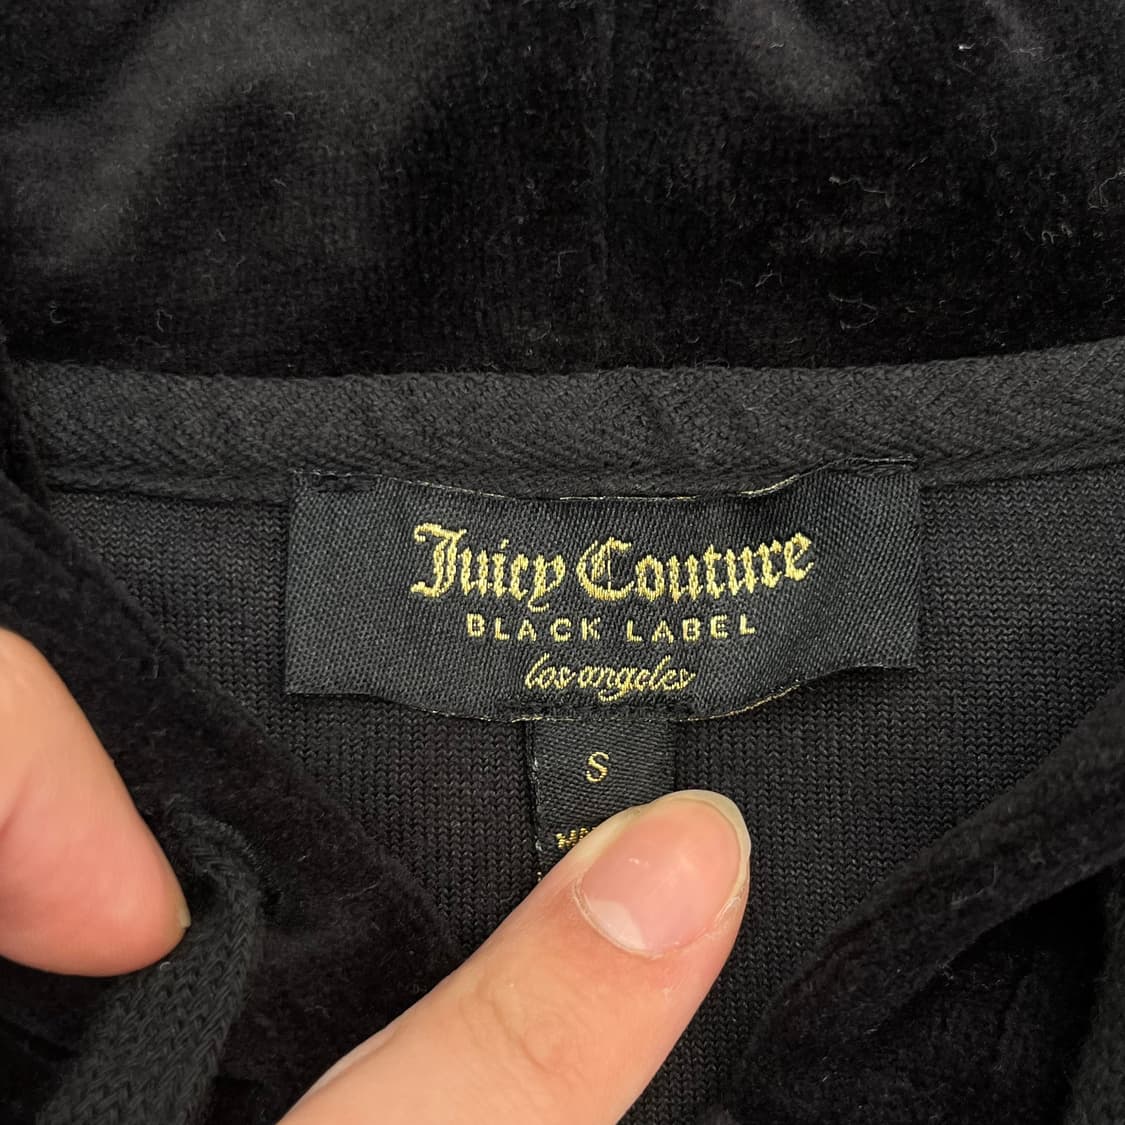 Juicy Couture
BLACK LABEL
los angeles
S